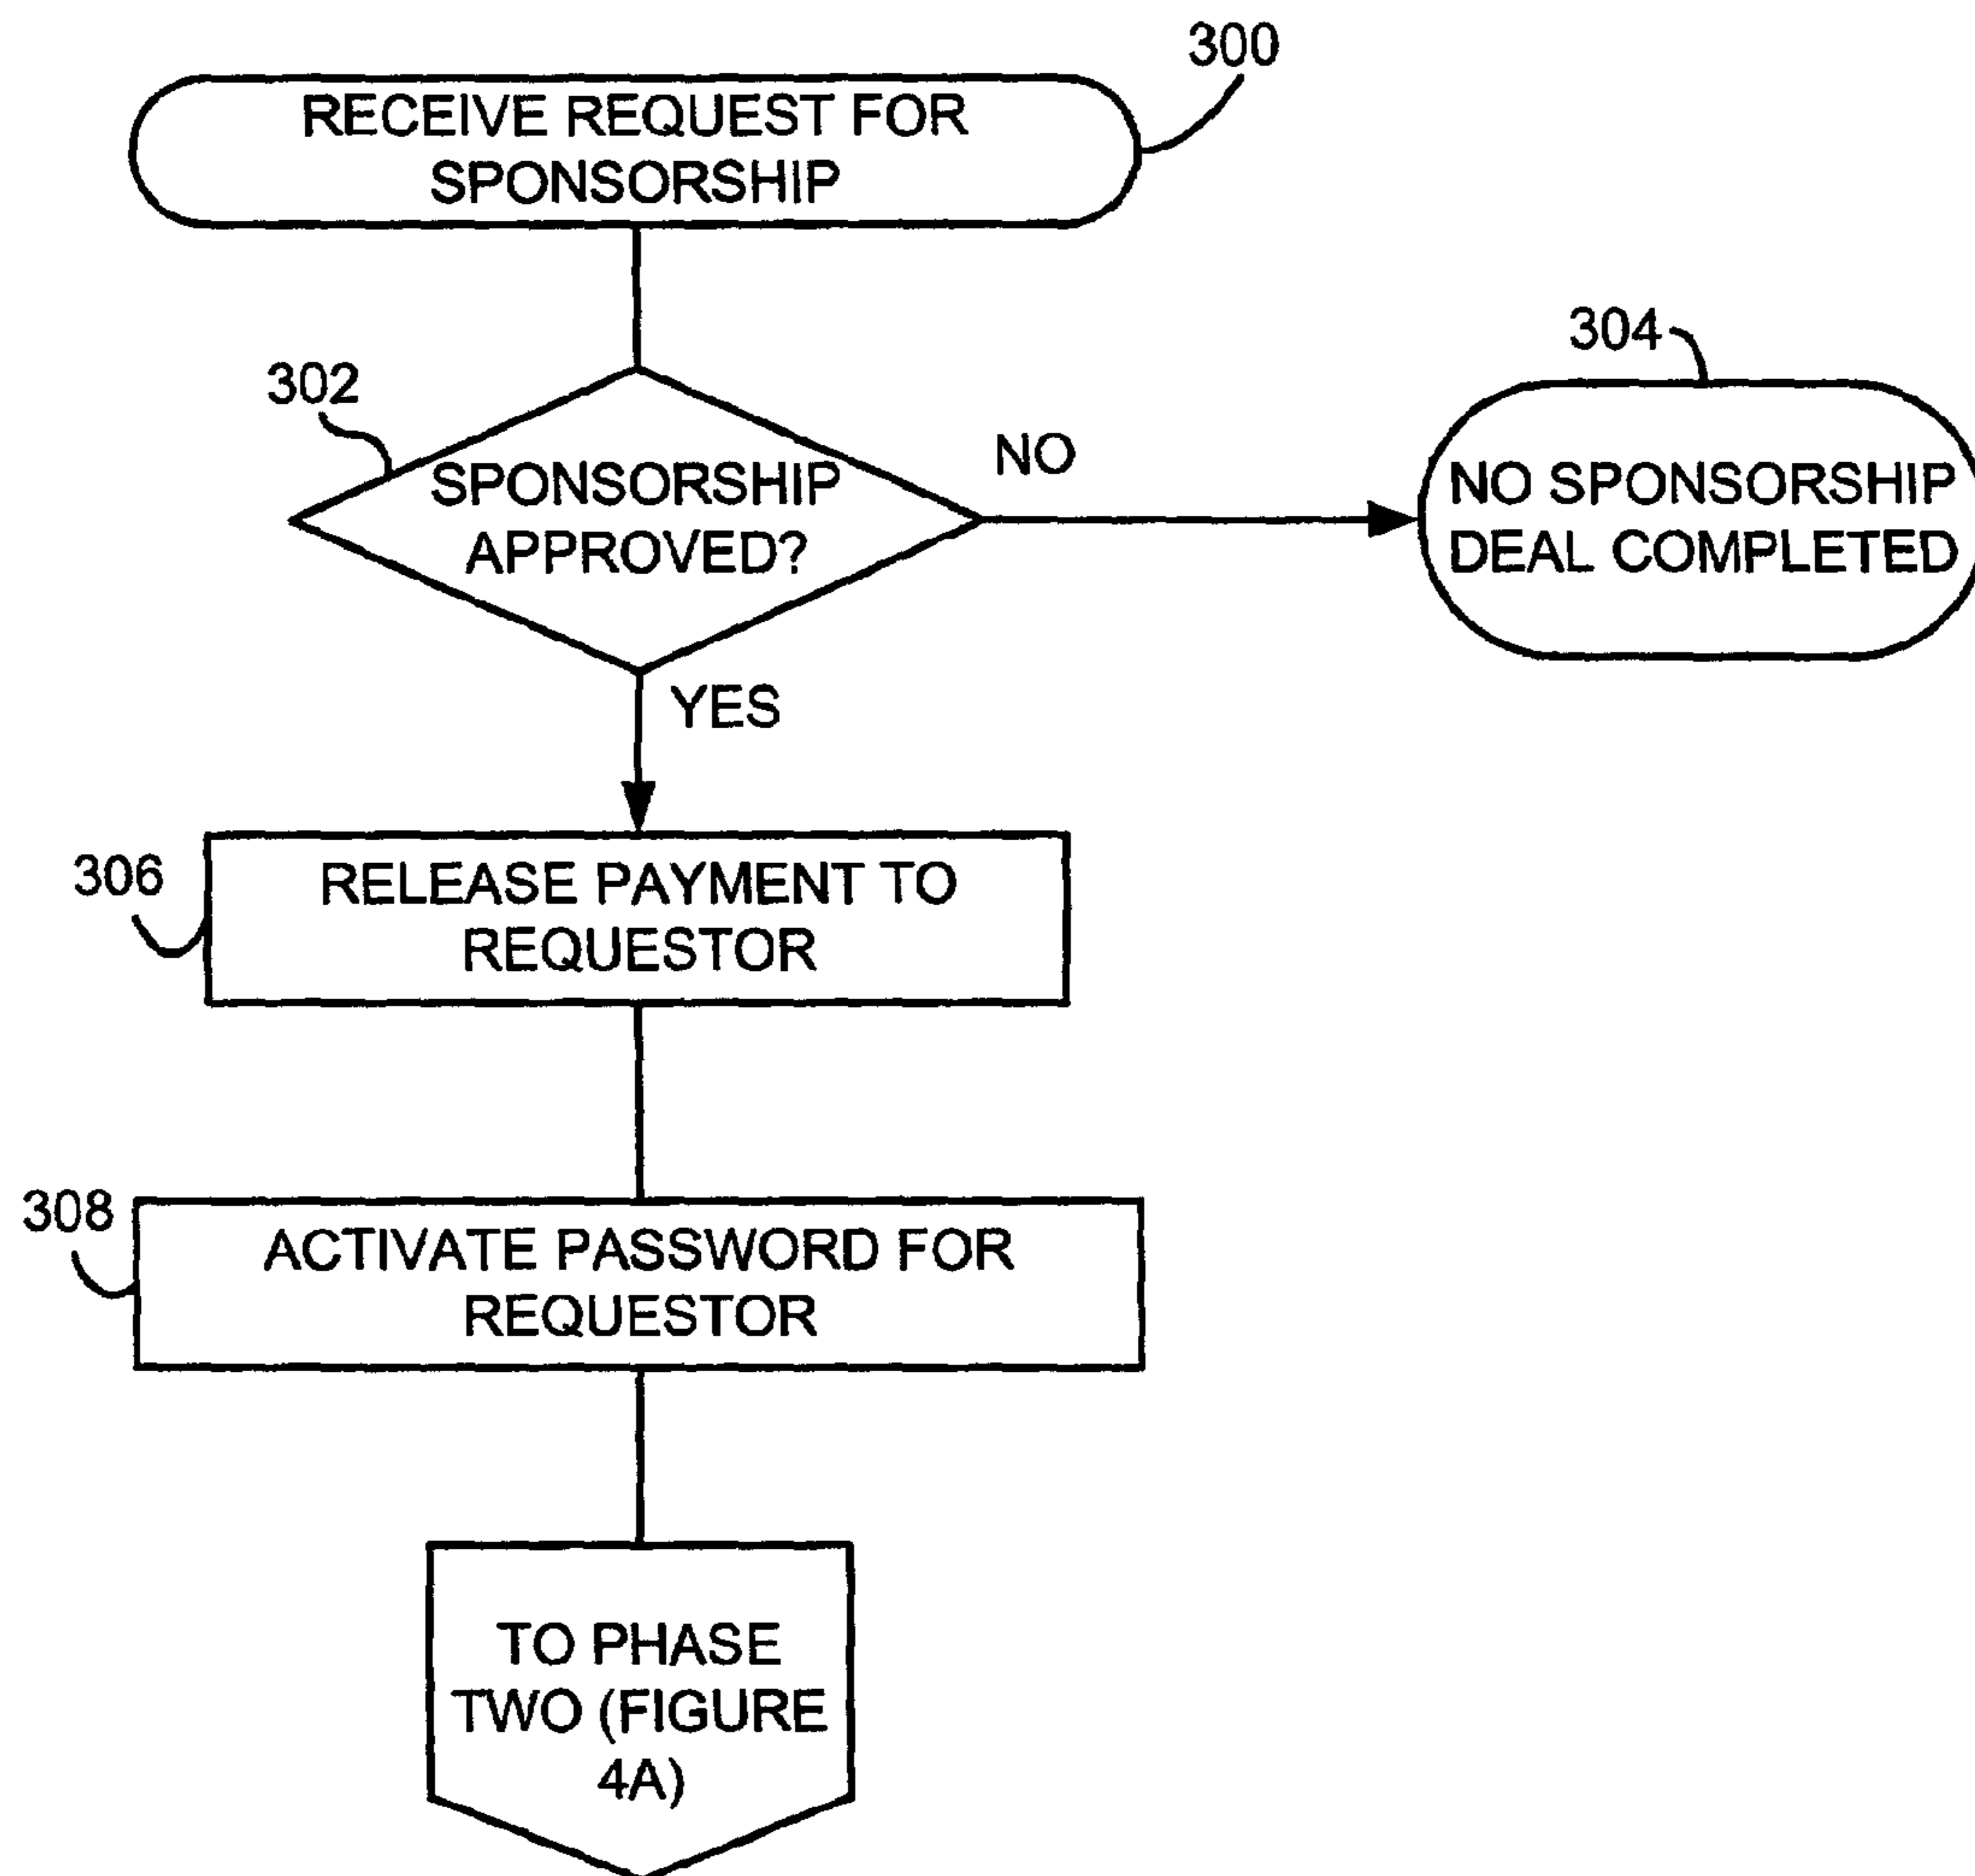 300
RECEIVE REQUEST FOR
SPONSORSHIP
304
302
NO
SPONSORSHIP
APPROVED?
NO SPONSORSHIP
DEAL COMPLETED
YES
306
RELEASE PAYMENT TO
REQUESTOR
308
ACTIVATE PASSWORD FOR
REQUESTOR
TO PHASE
TWO (FIGURE
4A)